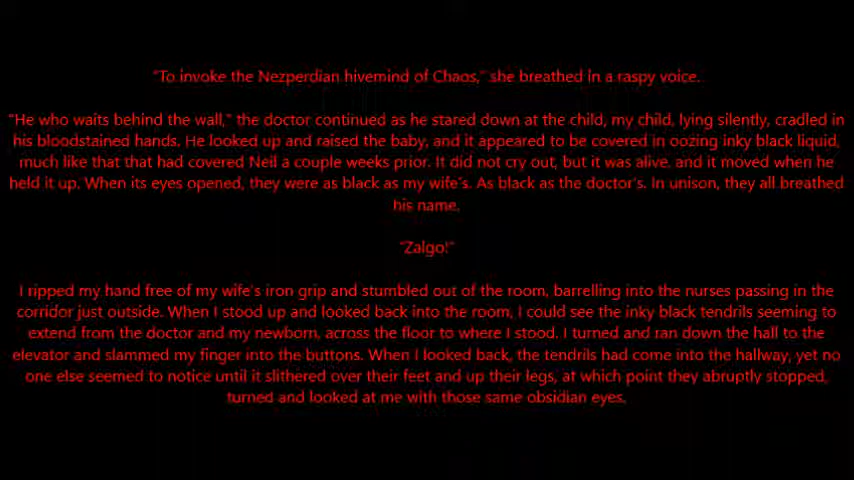 "To invoke the Nezperdian hivemind of Chaos," she breathed in a raspy voice.
"He who waits behind the wall," the doctor continued as he stared down at the child, my child, lying silently, cradled in
his bloodstained hands. He looked up and raised the baby, and it appeared to be covered in oozing inky black liquid,
much like that that had covered Neil a couple weeks prior. It did not cry out, but it was alive, and it moved when he
held it up. When its eyes opened, they were as black as my wife's. As black as the doctor's. In unison, they all breathed
his name.
"Zalgo!"
I ripped my hand free of my wife's iron grip and stumbled out of the room, barrelling into the nurses passing in the
corridor just outside. When I stood up and looked back into the room, I could see the inky black tendrils seeming to
extend from the doctor and my newborn, across the floor to where I stood. I turned and ran down the hall to the
elevator and slammed my finger into the buttons. When I looked back, the tendrils had come into the hallway, yet no
one else seemed to notice until it slithered over their feet and up their legs, at which point they abruptly stopped,
turned and looked at me with those same obsidian eyes.